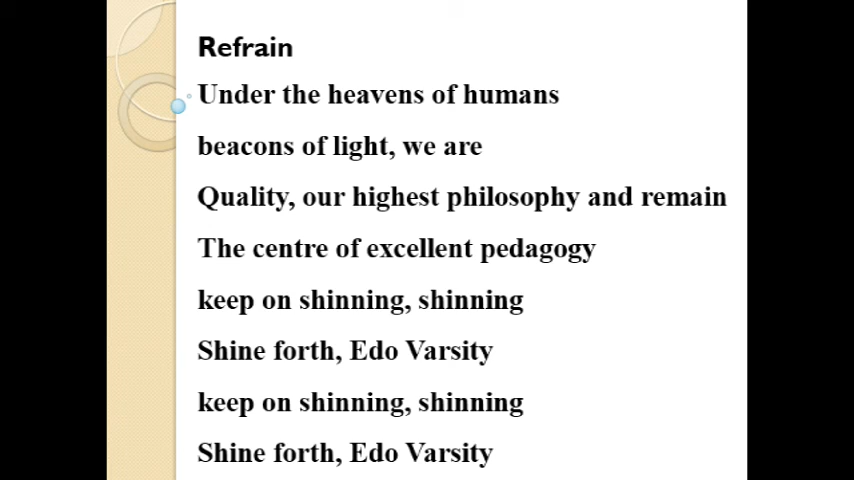 Refrain
Under the heavens of humans
beacons of light, we are
Quality, our highest philosophy and remain
The centre of excellent pedagogy
keep on shinning, shinning
Shine forth, Edo Varsity
keep on shinning, shinning
Shine forth, Edo Varsity